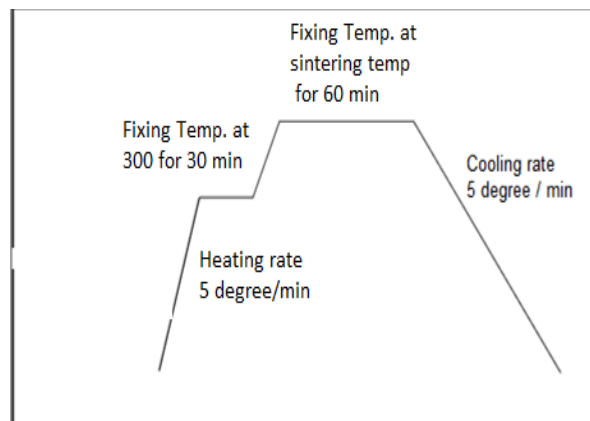 Fixing Temp. at
sintering temp
for 60 min
Fixing Temp. at
300 for 30 min
Cooling rate
5 degree / min
Heating rate
5 degree/min